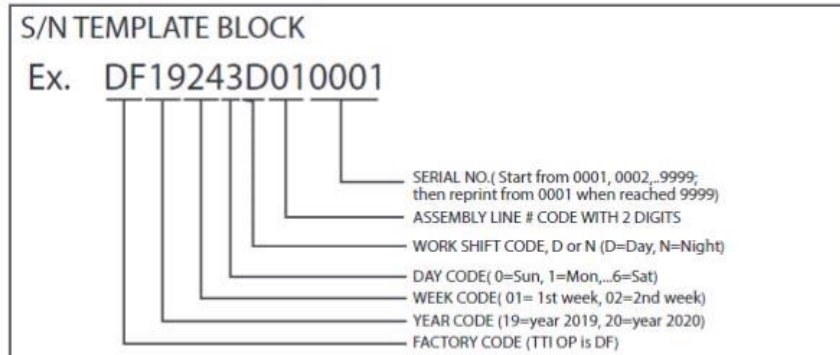 S/N TEMPLATE BLOCK
Ex. DF19243D010001
SERIAL NO.( Start from 0001, 0002,..9999;
then reprint from 0001 when reached 9999)
ASSEMBLY LINE # CODE WITH 2 DIGITS
WORK SHIFT CODE, D or N (D=Day, N=Night)
DAY CODE( 0=Sun, 1=Mon,...6=Sat)
WEEK CODE( 01= 1st week, 02=2nd week)
YEAR CODE (19=year 2019, 20=year 2020)
FACTORY CODE (TTI OP is DF)